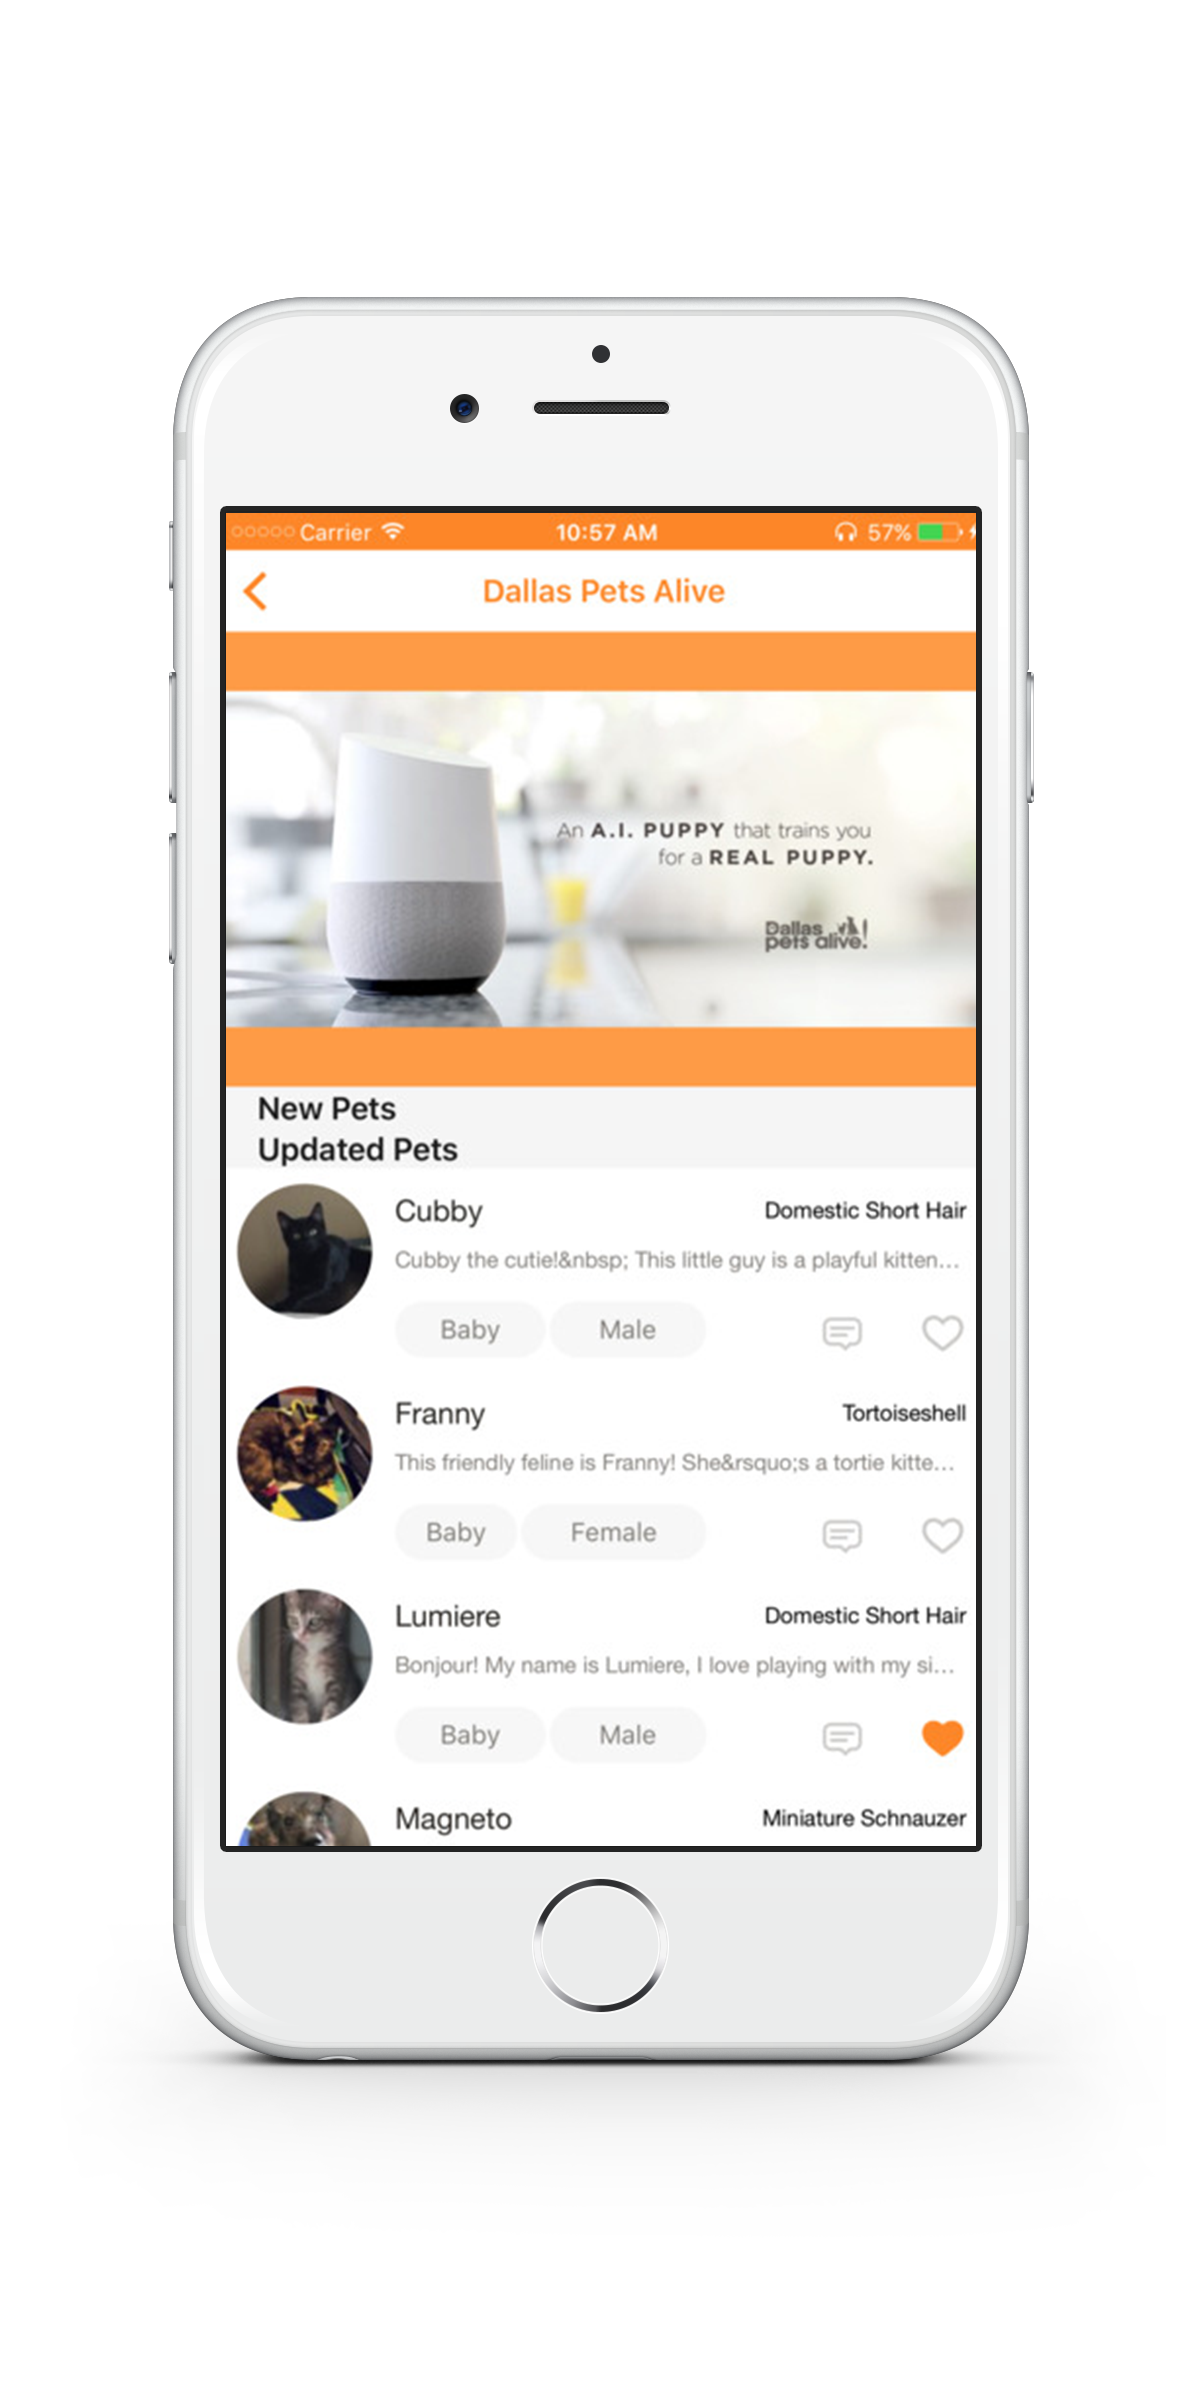 Carrier 10:57 AM 57%
Dallas Pets Alive
An A.I. PUPPY that trains you
for a REAL PUPPY.
Dallas
pets alive!
New Pets
Updated Pets
Cubby Domestic Short Hair
Cubby the cutie!&nbsp; This little guy is a playful kitten...
Baby Male
Franny Tortoiseshell
This friendly feline is Franny! She&rsquo;s a tortie kitte...
Baby Female
Lumiere Domestic Short Hair
Bonjour! My name is Lumiere, I love playing with my si...
Baby Male
Magneto Miniature Schnauzer